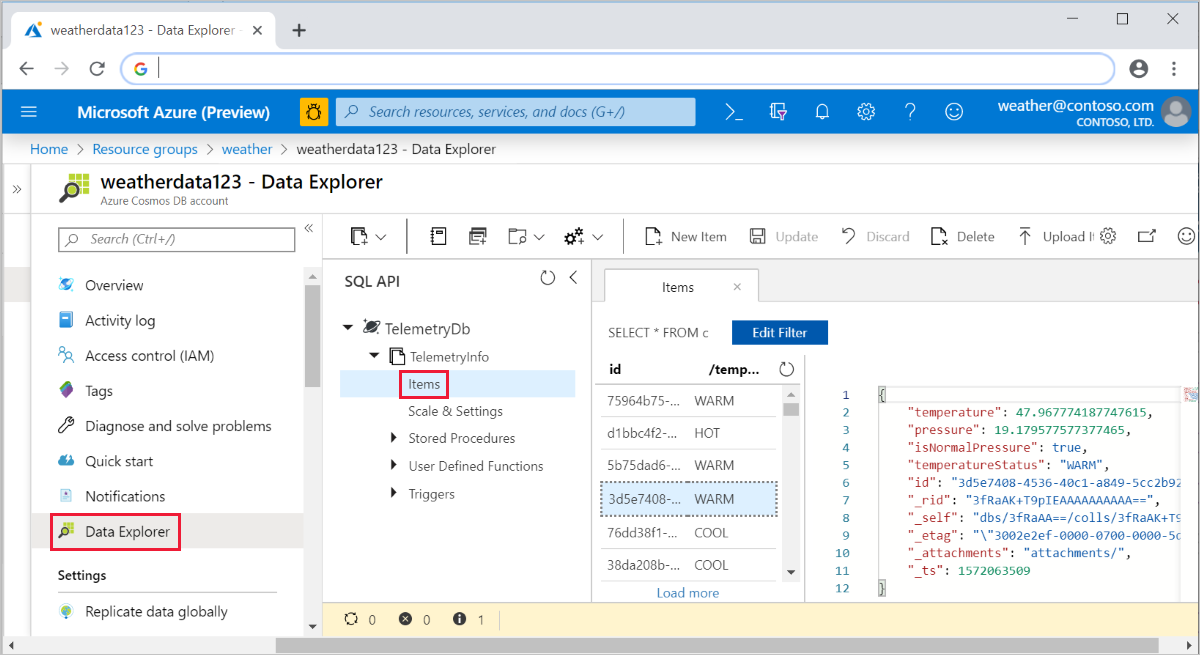 weatherdata123 - Data Explorer -
Microsoft Azure (Preview)
Search resources, services, and docs (G+/)
weather@contoso.com
CONTOSO, LTD.
Home > Resource groups > weather > weatherdata123 - Data Explorer
weatherdata123 - Data Explorer
Azure Cosmos DB account
Search (Ctrl+/)
Overview
Activity log
Access control (IAM)
Tags
Diagnose and solve problems
Quick start
Notifications
Data Explorer
Settings
Replicate data globally
New Item
Update
Discard
Delete
Upload It
SQL API
TelemetryDb
TelemetryInfo
Items
Scale & Settings
Stored Procedures
User Defined Functions
Triggers
Items
SELECT * FROM c
Edit Filter
id /temp...
75964b75-... WARM
d1bbc4f2-... HOT
5b75dad6-... WARM
3d5e7408-... WARM
76dd38f1-... COOL
38da208b-... COOL
Load more
1 {
2 "temperature": 47.967774187747615,
3 "pressure": 19.179577577377465,
4 "isNormalPressure": true,
5 "temperatureStatus": "WARM",
6 "id": "3d5e7408-4536-40c1-a849-5cc2b92
7 "_rid": "3fRaAK+T9pIEAAAAAAAAAA==",
8 "_self": "dbs/3fRaAA==/colls/3fRaAK+T9
9 "_etag": "\"3002e2ef-0000-0700-0000-5d
10 "_attachments": "attachments/",
11 "_ts": 1572063509
12 }
0 0 1